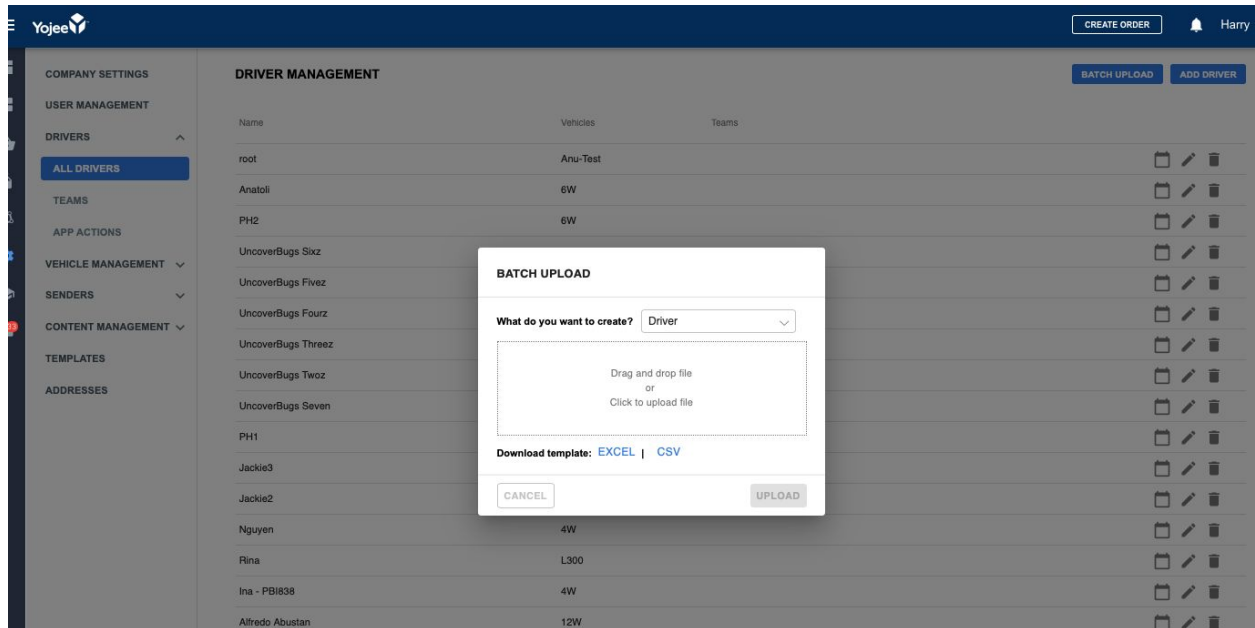 Yojee
CREATE ORDER
Harry
COMPANY SETTINGS
USER MANAGEMENT
DRIVERS
ALL DRIVERS
TEAMS
APP ACTIONS
VEHICLE MANAGEMENT
SENDERS
CONTENT MANAGEMENT
TEMPLATES
ADDRESSES
DRIVER MANAGEMENT
BATCH UPLOAD
ADD DRIVER
Name Vehicles Teams
root Anu-Test
Anatoli 6W
PH2 6W
UncoverBugs Sixz
UncoverBugs Fivez
UncoverBugs Fourz
UncoverBugs Threez
UncoverBugs Twoz
UncoverBugs Seven
PH1
Jackie3
Jackie2
Nguyen 4W
Rina L300
Ina - PBI838 4W
Alfredo Abustan 12W
BATCH UPLOAD
What do you want to create? Driver
Drag and drop file
or
Click to upload file
Download template: EXCEL | CSV
CANCEL
UPLOAD